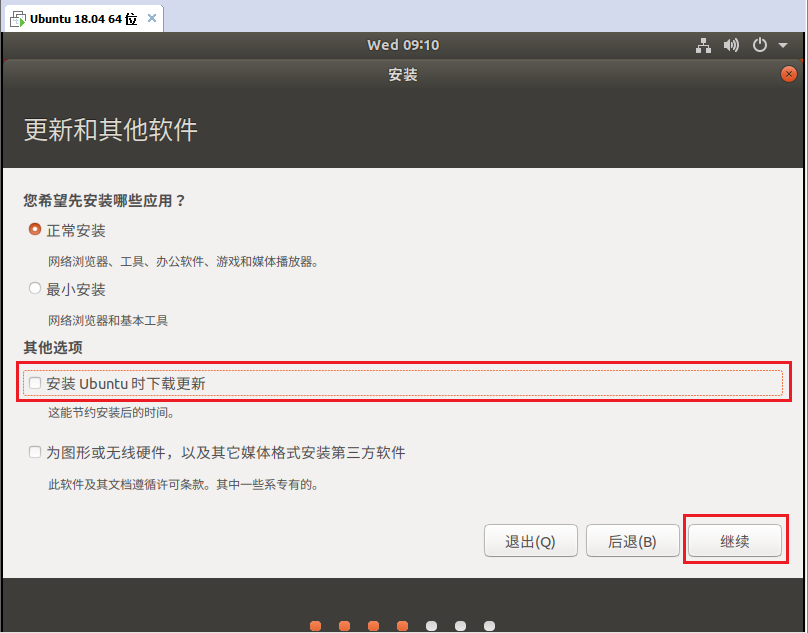 Ubuntu 18.04 64 位
Wed 09:10
安装
更新和其他软件
您希望先安装哪些应用？
正常安装
网络浏览器、工具、办公软件、游戏和媒体播放器。
最小安装
网络浏览器和基本工具
其他选项
安装 Ubuntu 时下载更新
这能节约安装后的时间。
为图形或无线硬件，以及其它媒体格式安装第三方软件
此软件及其文档遵循许可条款。其中一些系专有的。
退出(Q) 后退(B) 继续